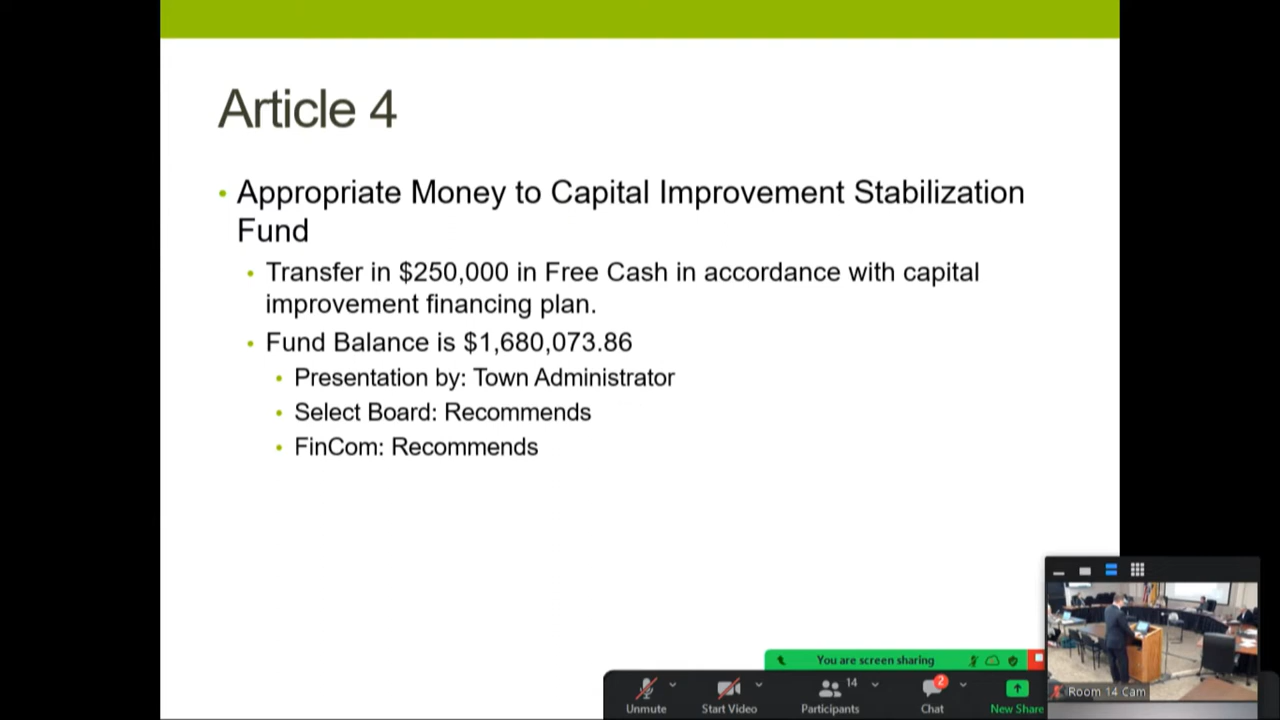 Article 4
• Appropriate Money to Capital Improvement Stabilization
Fund
• Transfer in $250,000 in Free Cash in accordance with capital
improvement financing plan.
• Fund Balance is $1,680,073.86
• Presentation by: Town Administrator
• Select Board: Recommends
• FinCom: Recommends
You are screen sharing
Room 14 Cam
14
2
Unmute
Start Video
Participants
Chat
New Share